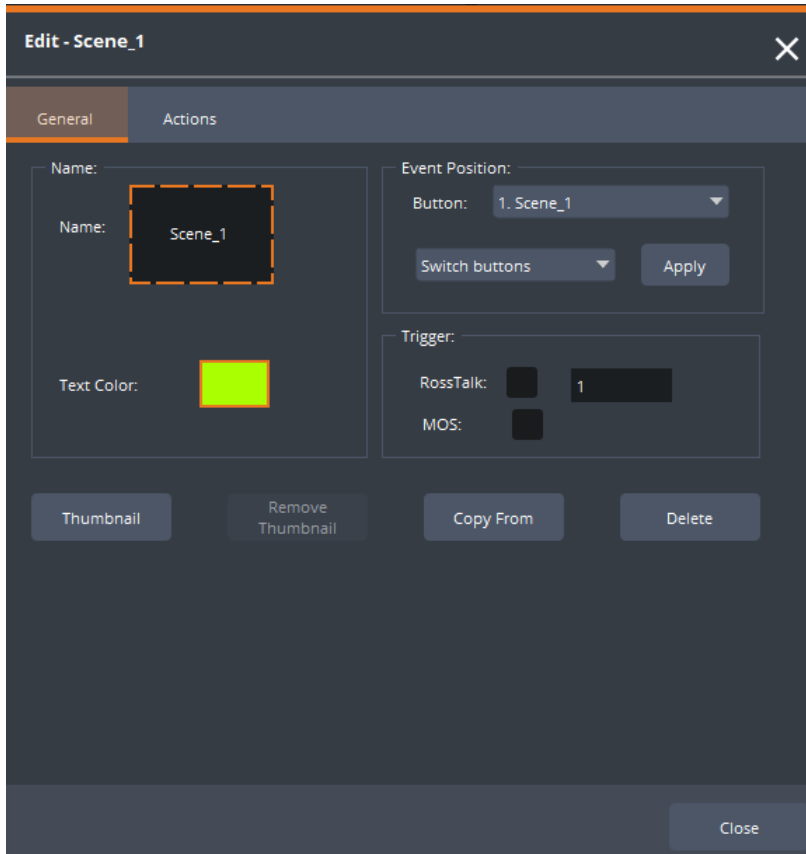 Edit - Scene_1
General
Actions
Name:
Name:
Scene_1
Text Color:
Event Position:
Button:
1. Scene_1
Switch buttons
Apply
Trigger:
RossTalk:
1
MOS:
Thumbnail
Remove
Thumbnail
Copy From
Delete
Close